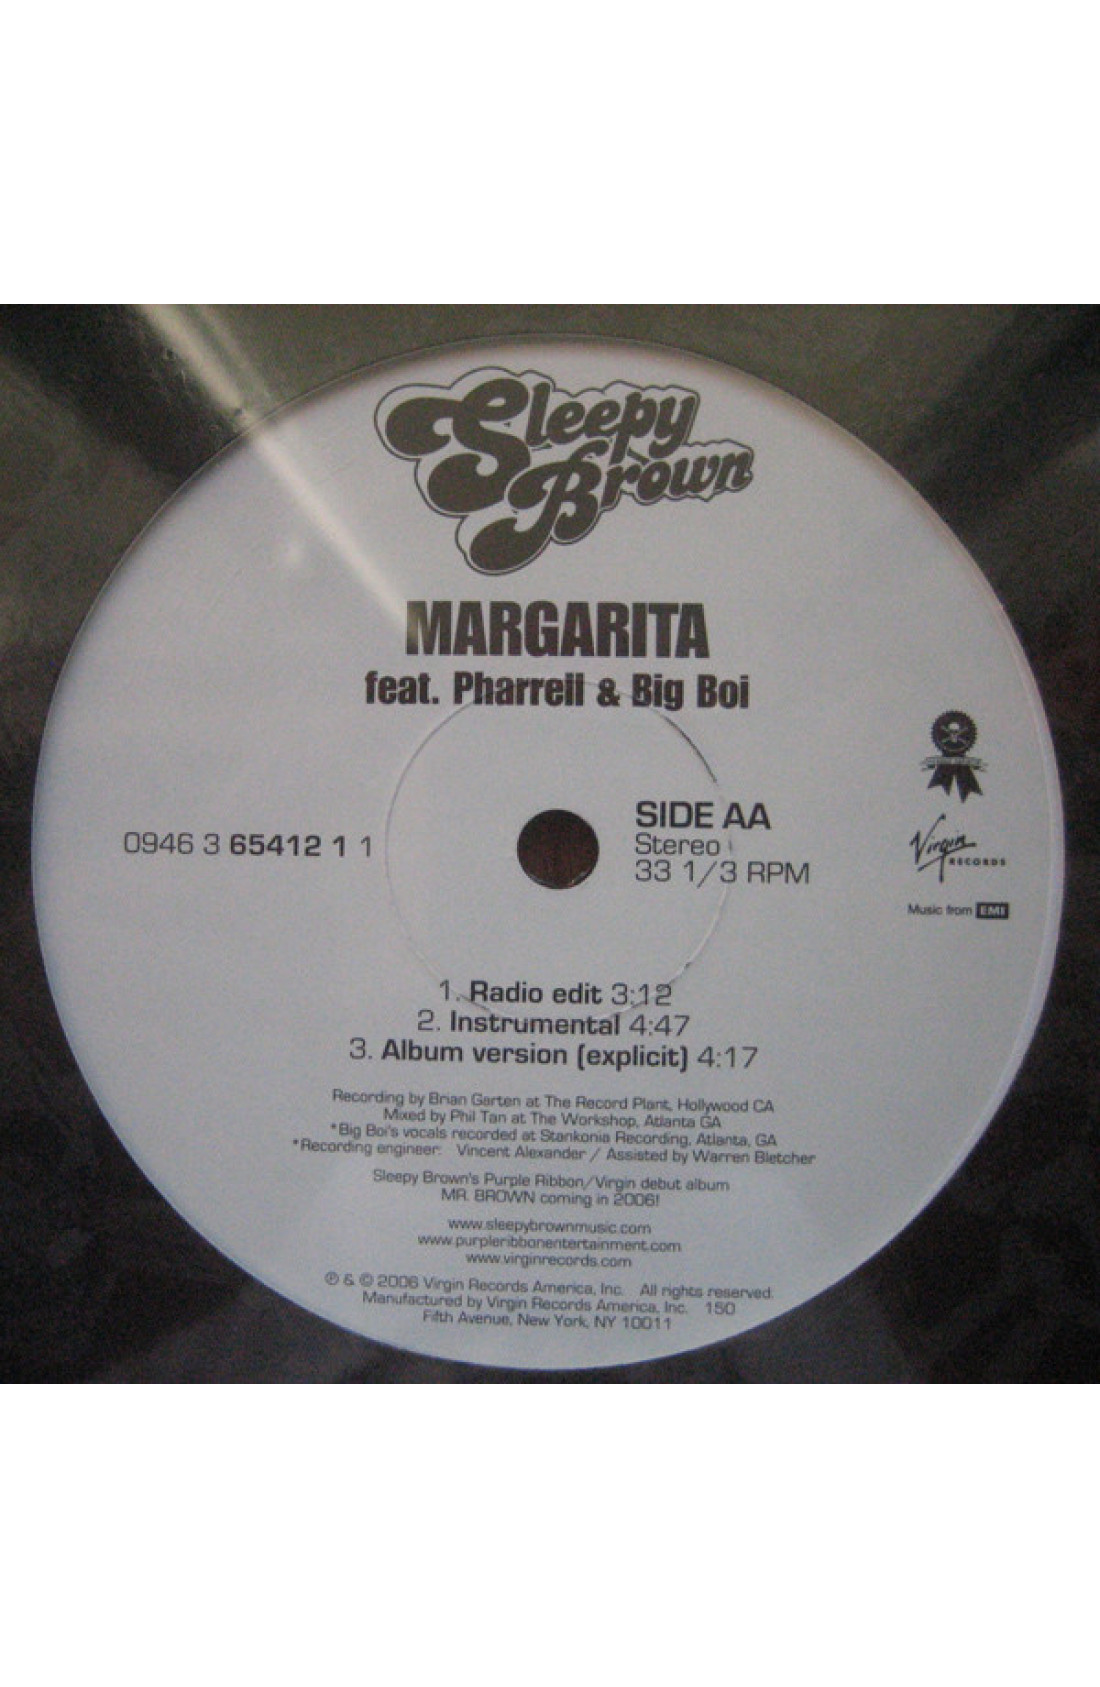 Sleepy
Brown
MARGARITA
feat. Pharrell & Big Boi
0946 3 65412 1 1
SIDE AA
Stereo
33 1/3 RPM
Virgin
RECORDS
Music from EMI
1. Radio edit 3:12
2. Instrumental 4:47
3. Album version (explicit) 4:17
Recording by Brian Garten at The Record Plant, Hollywood CA
Mixed by Phil Tan at The Workshop, Atlanta GA
*Big Boi's vocals recorded at Stankonia Recording, Atlanta, GA
*Recording engineer: Vincent Alexander / Assisted by Warren Bletcher
Sleepy Brown's Purple Ribbon/Virgin debut album
MR. BROWN coming in 2006!
www.sleepybrownmusic.com
www.purpleribbonentertainment.com
www.virginrecords.com
℗ & © 2006 Virgin Records America, Inc. All rights reserved.
Manufactured by Virgin Records America, Inc. 150
Fifth Avenue, New York, NY 10011